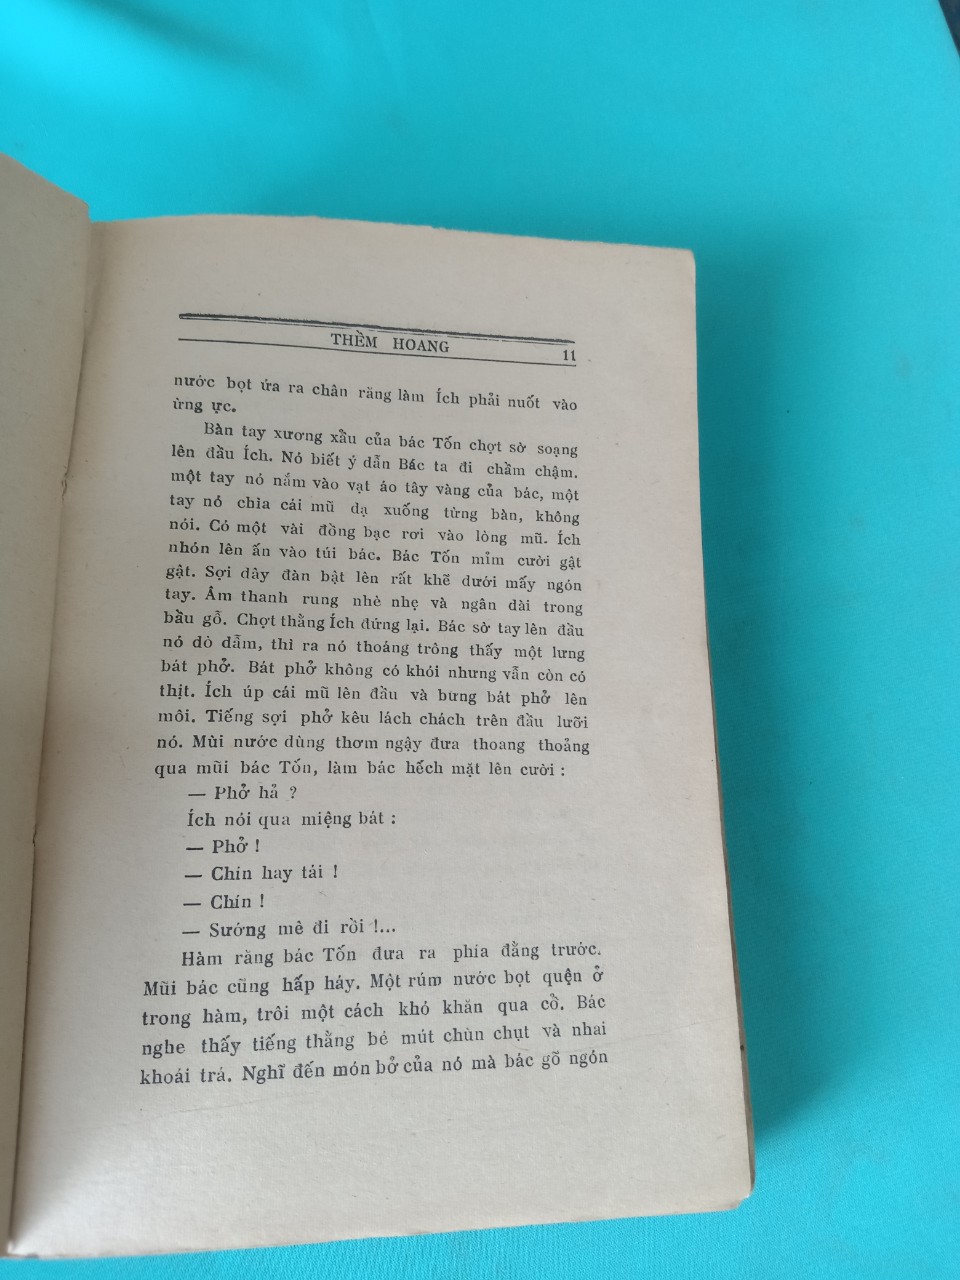 THỀM HOANG 11
nước bọt ứa ra chân răng làm Ích phải nuốt vào
ừng ực.
Bàn tay xương xẩu của bác Tốn chợt sờ soạng
lên đầu Ích. Nó biết ý dẫn Bác ta đi chầm chậm.
một tay nó nắm vào vạt áo tây vàng của bác, một
tay nó chìa cái mũ dạ xuống từng bàn, không
nói. Có một vài đồng bạc rơi vào lòng mũ. Ích
nhón lên ấn vào túi bác. Bác Tốn mỉm cười gật
gật. Sợi dây đàn bật lên rất khẽ dưới mấy ngón
tay. Âm thanh rung nhè nhẹ và ngân dài trong
bầu gỗ. Chợt thằng Ích đứng lại. Bác sờ tay lên đầu
nó dò dẫm, thì ra nó thoáng trông thấy một lưng
bát phở. Bát phở không có khói nhưng vẫn còn có
thịt. Ích úp cái mũ lên đầu và bưng bát phở lên
môi. Tiếng sợi phở kêu lách chách trên đầu lưỡi
nó. Mùi nước dùng thơm ngậy đưa thoang thoảng
qua mũi bác Tốn, làm bác hếch mặt lên cười :
— Phở hả ?
Ích nói qua miệng bát :
— Phở !
— Chín hay tái !
— Chín !
— Sướng mê đi rồi !...
Hàm răng bác Tốn đưa ra phía đằng trước.
Mũi bác cũng hấp háy. Một rúm nước bọt quện ở
trong hàm, trôi một cách khó khăn qua cổ. Bác
nghe thấy tiếng thằng bé mút chùn chụt và nhai
khoái trá. Nghĩ đến món bở của nó mà bác gõ ngón